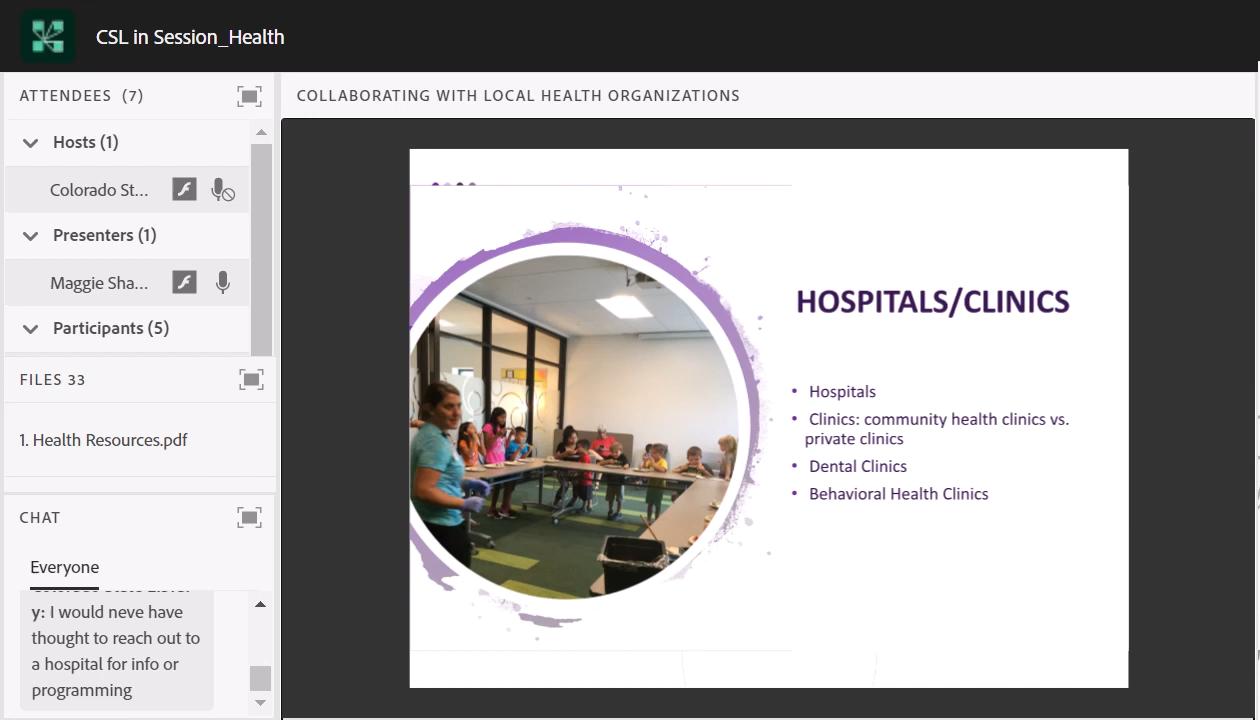 CSL in Session_Health
ATTENDEES (7)
Hosts (1)
Colorado St...
Presenters (1)
Maggie Sha...
Participants (5)
FILES 33
1. Health Resources.pdf
CHAT
Everyone
y: I would neve have
thought to reach out to
a hospital for info or
programming
COLLABORATING WITH LOCAL HEALTH ORGANIZATIONS
HOSPITALS/CLINICS
• Hospitals
• Clinics: community health clinics vs.
private clinics
• Dental Clinics
• Behavioral Health Clinics